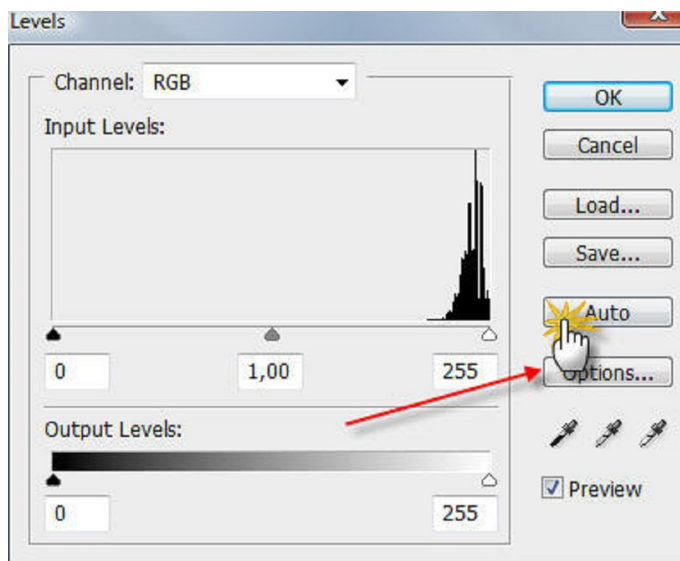 Levels
Channel: RGB
Input Levels:
0 1,00 255
Output Levels:
0 255
OK
Cancel
Load...
Save...
Auto
Options...
Preview